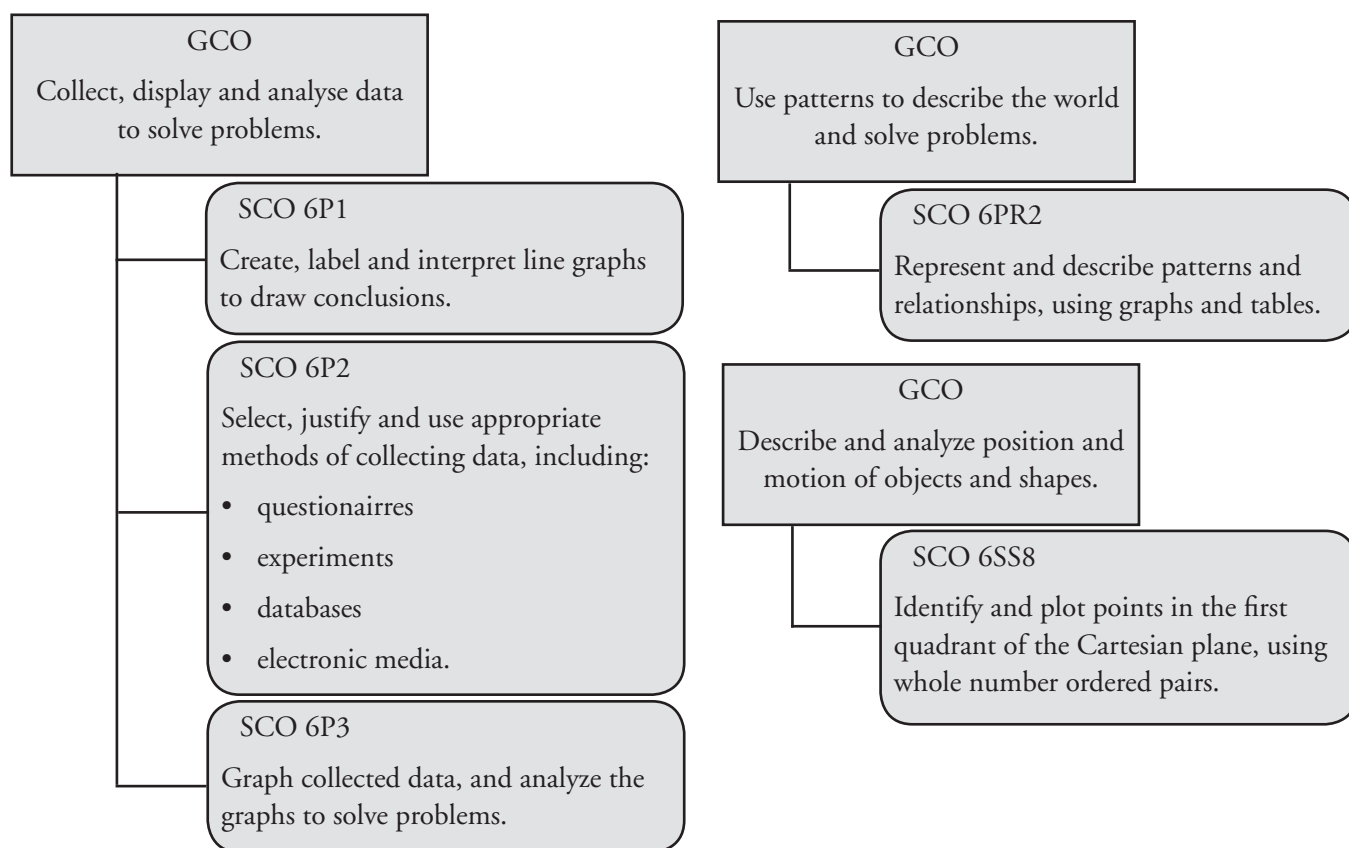 GCO
Collect, display and analyse data
to solve problems.
SCO 6P1
Create, label and interpret line graphs
to draw conclusions.
SCO 6P2
Select, justify and use appropriate
methods of collecting data, including:
• questionairres
• experiments
• databases
• electronic media.
SCO 6P3
Graph collected data, and analyze the
graphs to solve problems.
GCO
Use patterns to describe the world
and solve problems.
SCO 6PR2
Represent and describe patterns and
relationships, using graphs and tables.
GCO
Describe and analyze position and
motion of objects and shapes.
SCO 6SS8
Identify and plot points in the first
quadrant of the Cartesian plane, using
whole number ordered pairs.